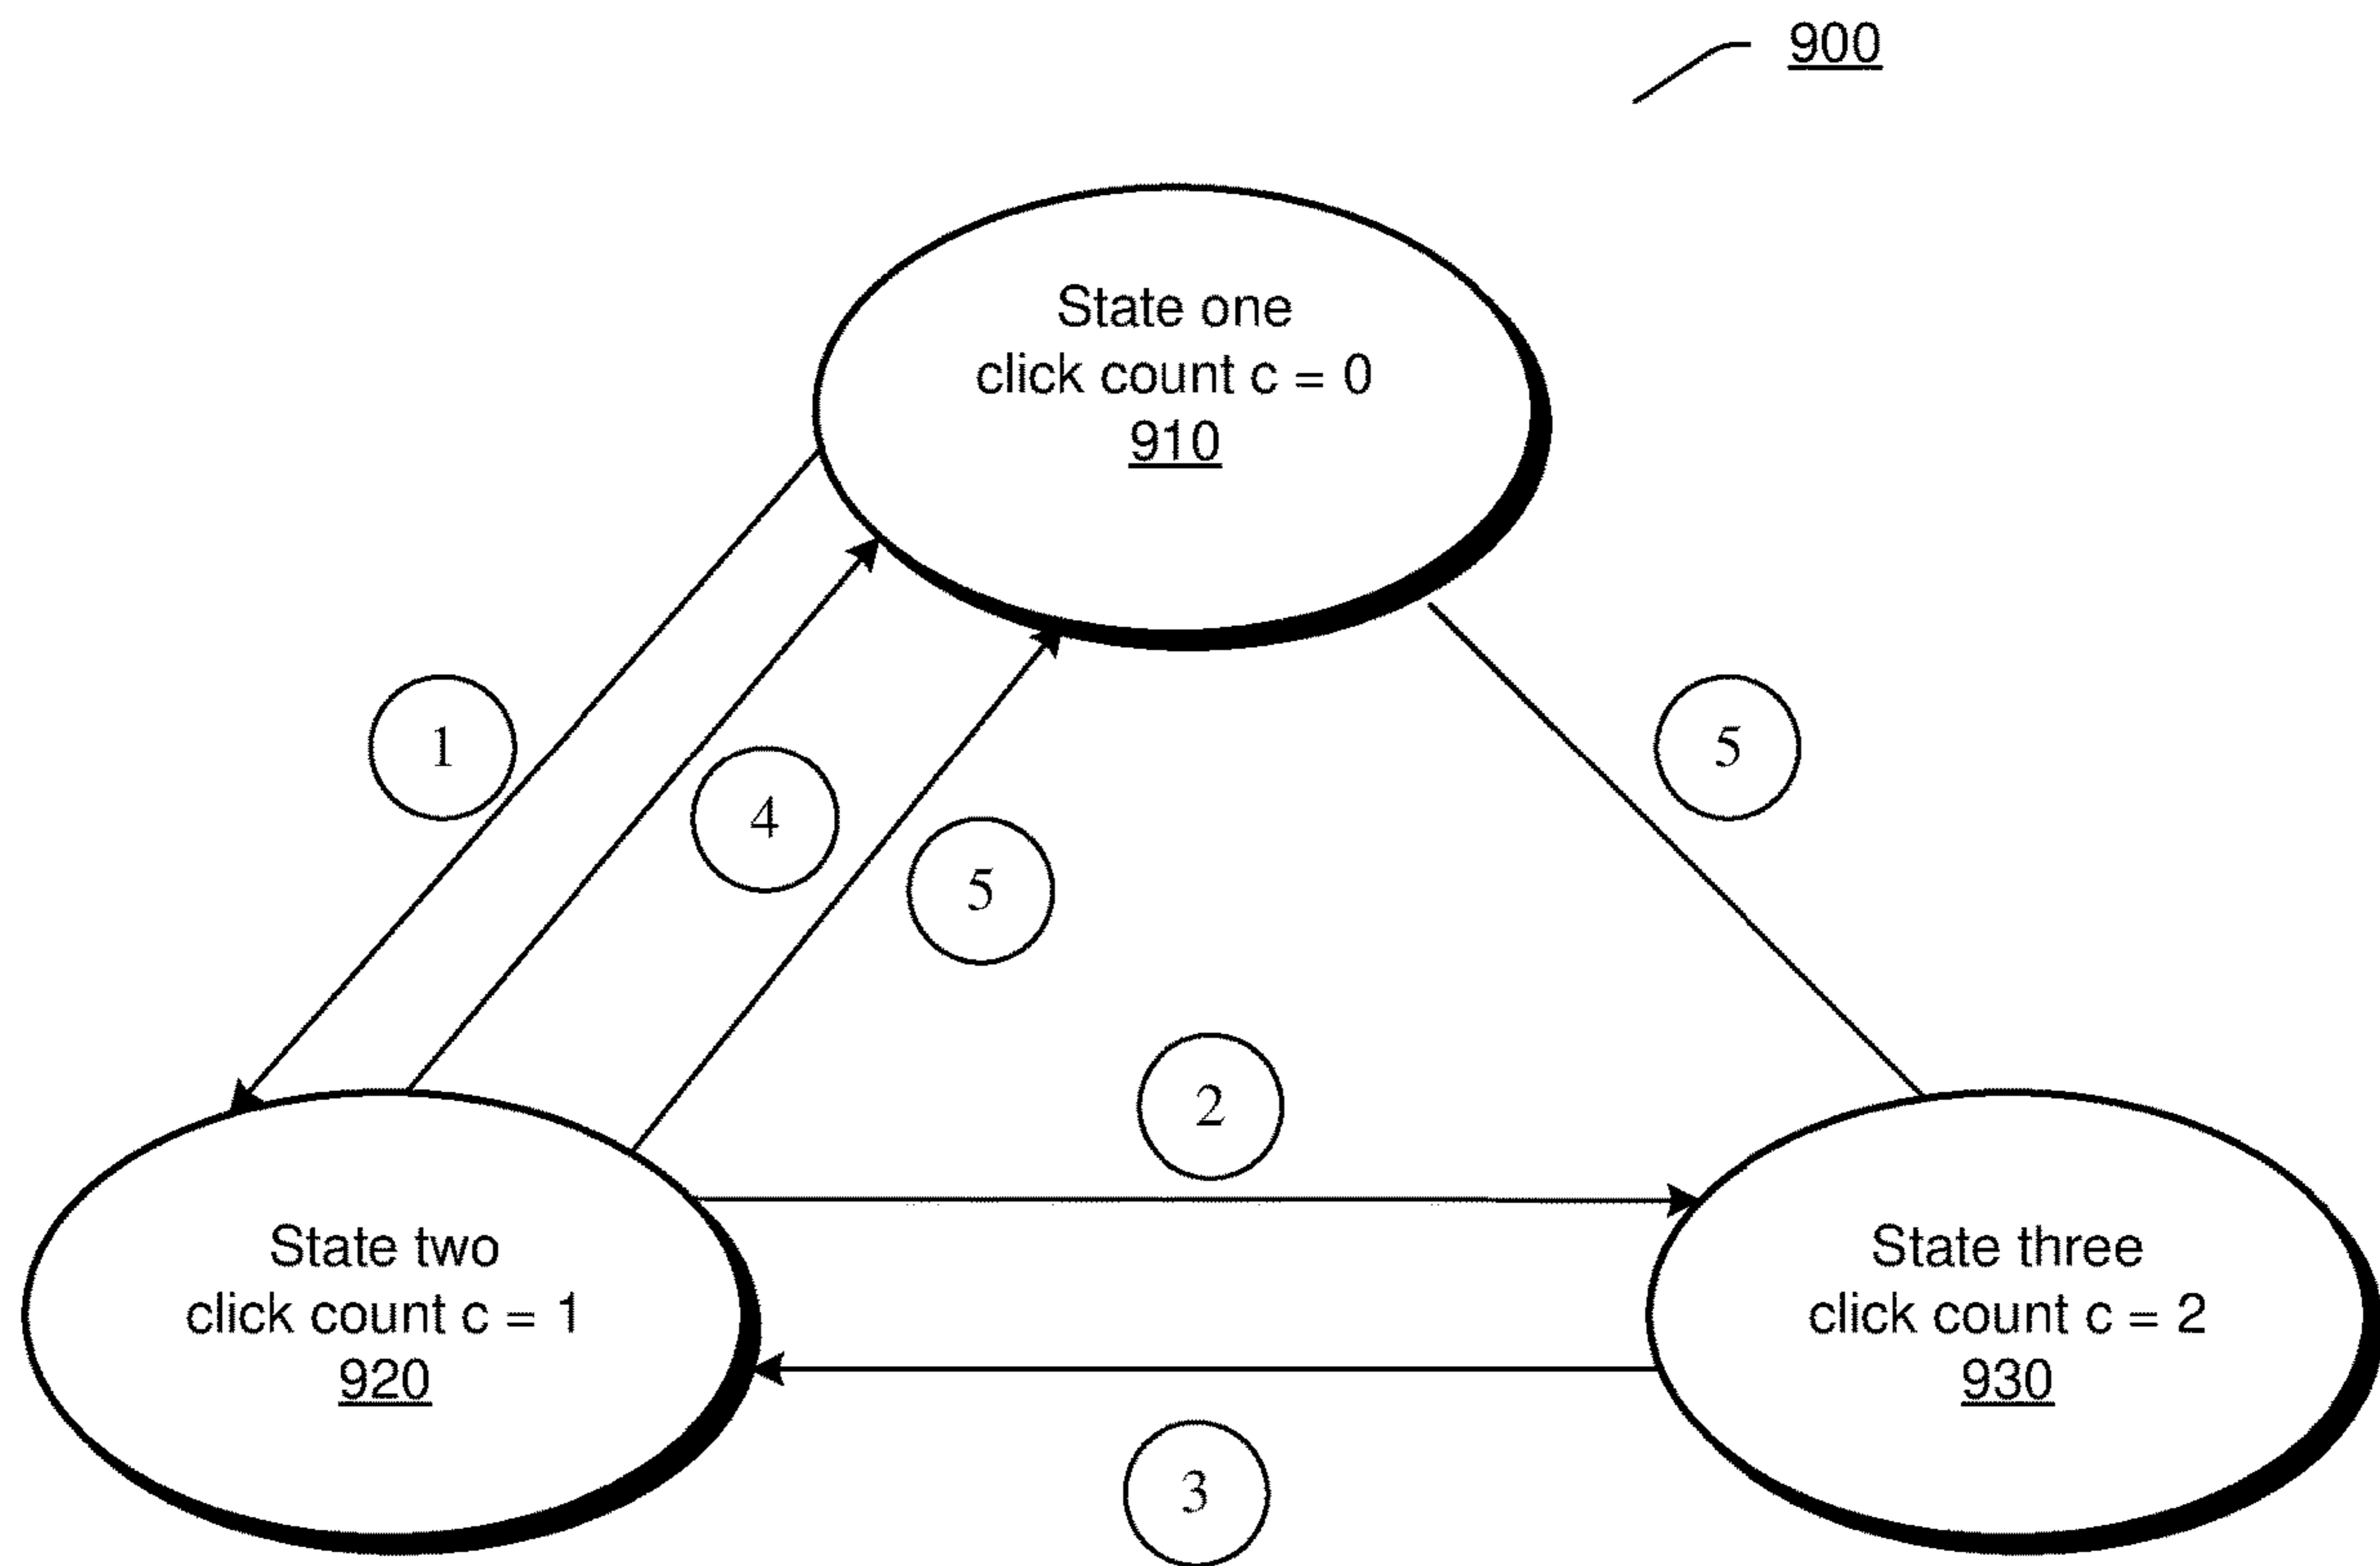 900
State one
click count c = 0
910
1
5
4
5
2
State two
click count c = 1
920
State three
click count c = 2
930
3